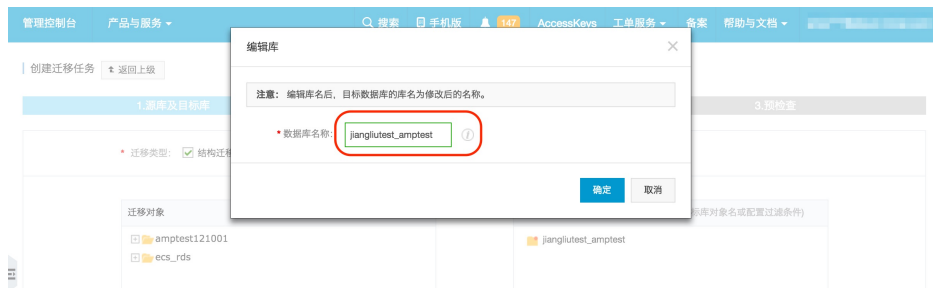 管理控制台 产品与服务 搜索 手机版 147 AccessKeys 工单服务 备案 帮助与文档
编辑库
创建迁移任务 返回上级
注意: 编辑库名后, 目标数据库的库名为修改后的名称。
1.源库及目标库 3.预检查
*数据库名称: jiangliutest_amptest
* 迁移类型: 结构迁移
确定 取消
迁移对象 标库对象名或配置过滤条件)
amptest121001 jiangliutest_amptest
ecs_rds